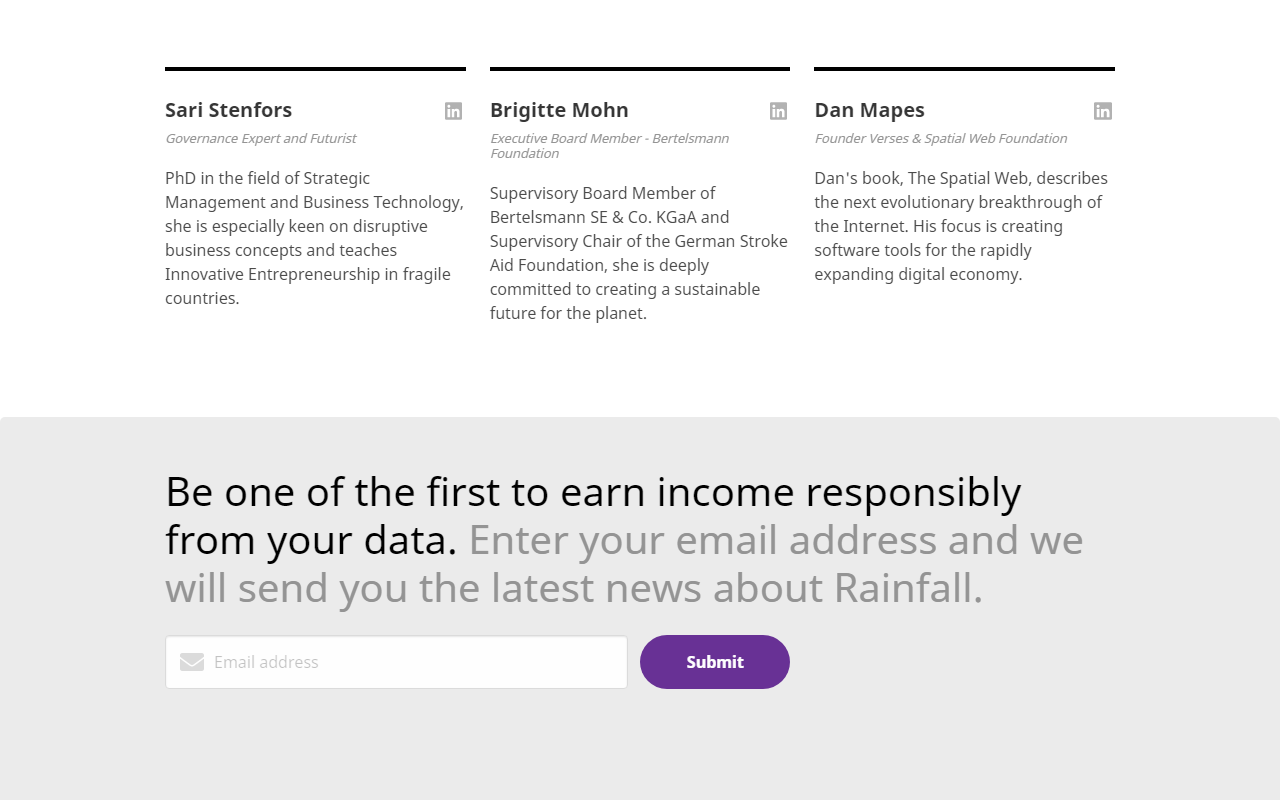 Sari Stenfors
Governance Expert and Futurist
PhD in the field of Strategic
Management and Business Technology,
she is especially keen on disruptive
business concepts and teaches
Innovative Entrepreneurship in fragile
countries.
Brigitte Mohn
Executive Board Member - Bertelsmann
Foundation
Supervisory Board Member of
Bertelsmann SE & Co. KGaA and
Supervisory Chair of the German Stroke
Aid Foundation, she is deeply
committed to creating a sustainable
future for the planet.
Dan Mapes
Founder Verses & Spatial Web Foundation
Dan's book, The Spatial Web, describes
the next evolutionary breakthrough of
the Internet. His focus is creating
software tools for the rapidly
expanding digital economy.
Be one of the first to earn income responsibly
from your data. Enter your email address and we
will send you the latest news about Rainfall.
Email address
Submit